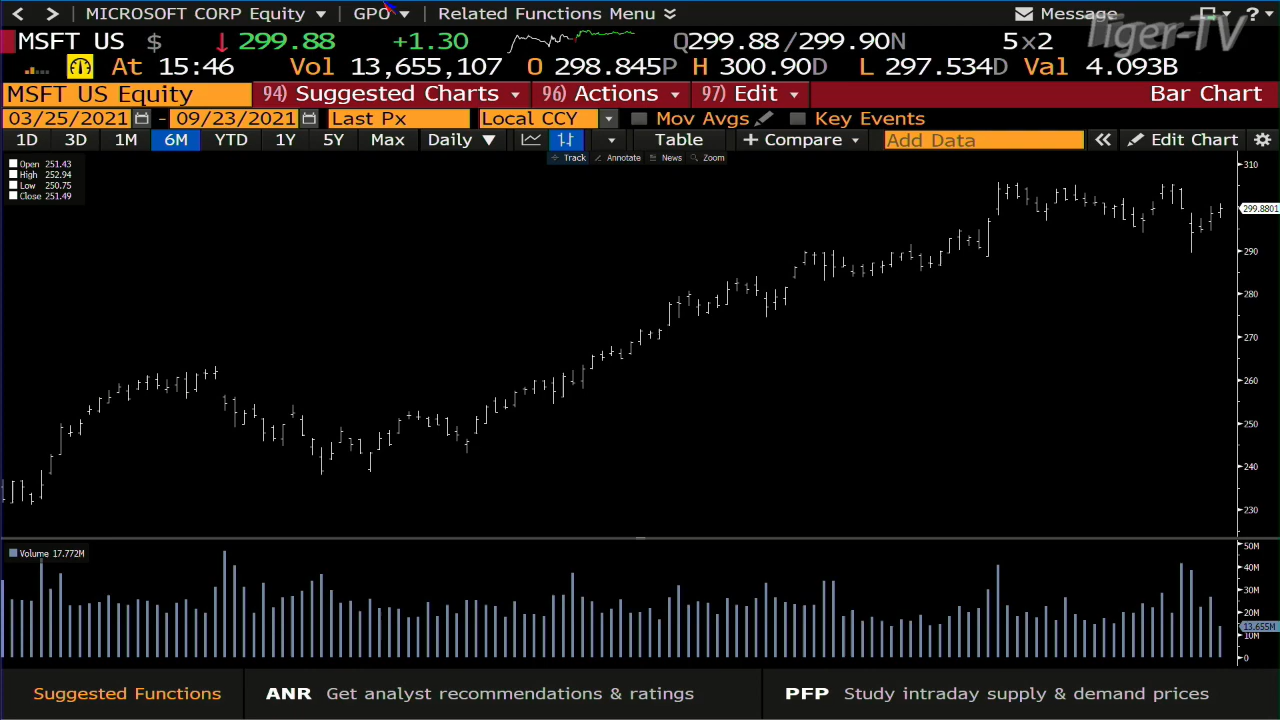 < > MICROSOFT CORP Equity ▾ | GPO ▾ | Related Functions Menu Message ?
Tiger-TV
MSFT US $ ↓ 299.88 +1.30 Q299.88/299.90N 5x2
At 15:46 Vol 13,655,107 O 298.845P H 300.90D L 297.534D Val 4.093B
MSFT US Equity 94) Suggested Charts 96) Actions 97) Edit Bar Chart
03/25/2021 - 09/23/2021 Last Px Local CCY Mov Avgs Key Events
1D 3D 1M 6M YTD 1Y 5Y Max Daily ▼ Table + Compare Add Data « Edit Chart
Track Annotate News Zoom
Open 251.43
High 252.94
Low 250.75
Close 251.49
310
299.8801
290
280
270
260
250
240
230
Volume 17.772M
50M
40M
30M
20M
13.655M
10M
0
Suggested Functions ANR Get analyst recommendations & ratings PFP Study intraday supply & demand prices